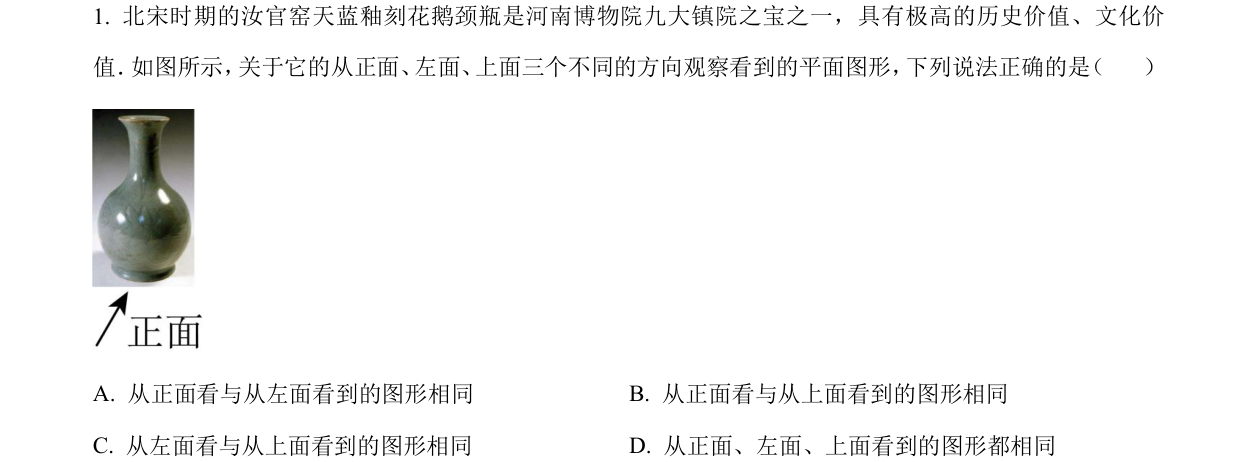 1. 北宋时期的汝官窑天蓝釉刻花鹅颈瓶是河南博物院九大镇院之宝之一，具有极高的历史价值、文化价
值．如图所示，关于它的从正面、左面、上面三个不同的方向观察看到的平面图形，下列说法正确的是（　　）
正面
A. 从正面看与从左面看到的图形相同 B. 从正面看与从上面看到的图形相同
C. 从左面看与从上面看到的图形相同 D. 从正面、左面、上面看到的图形都相同